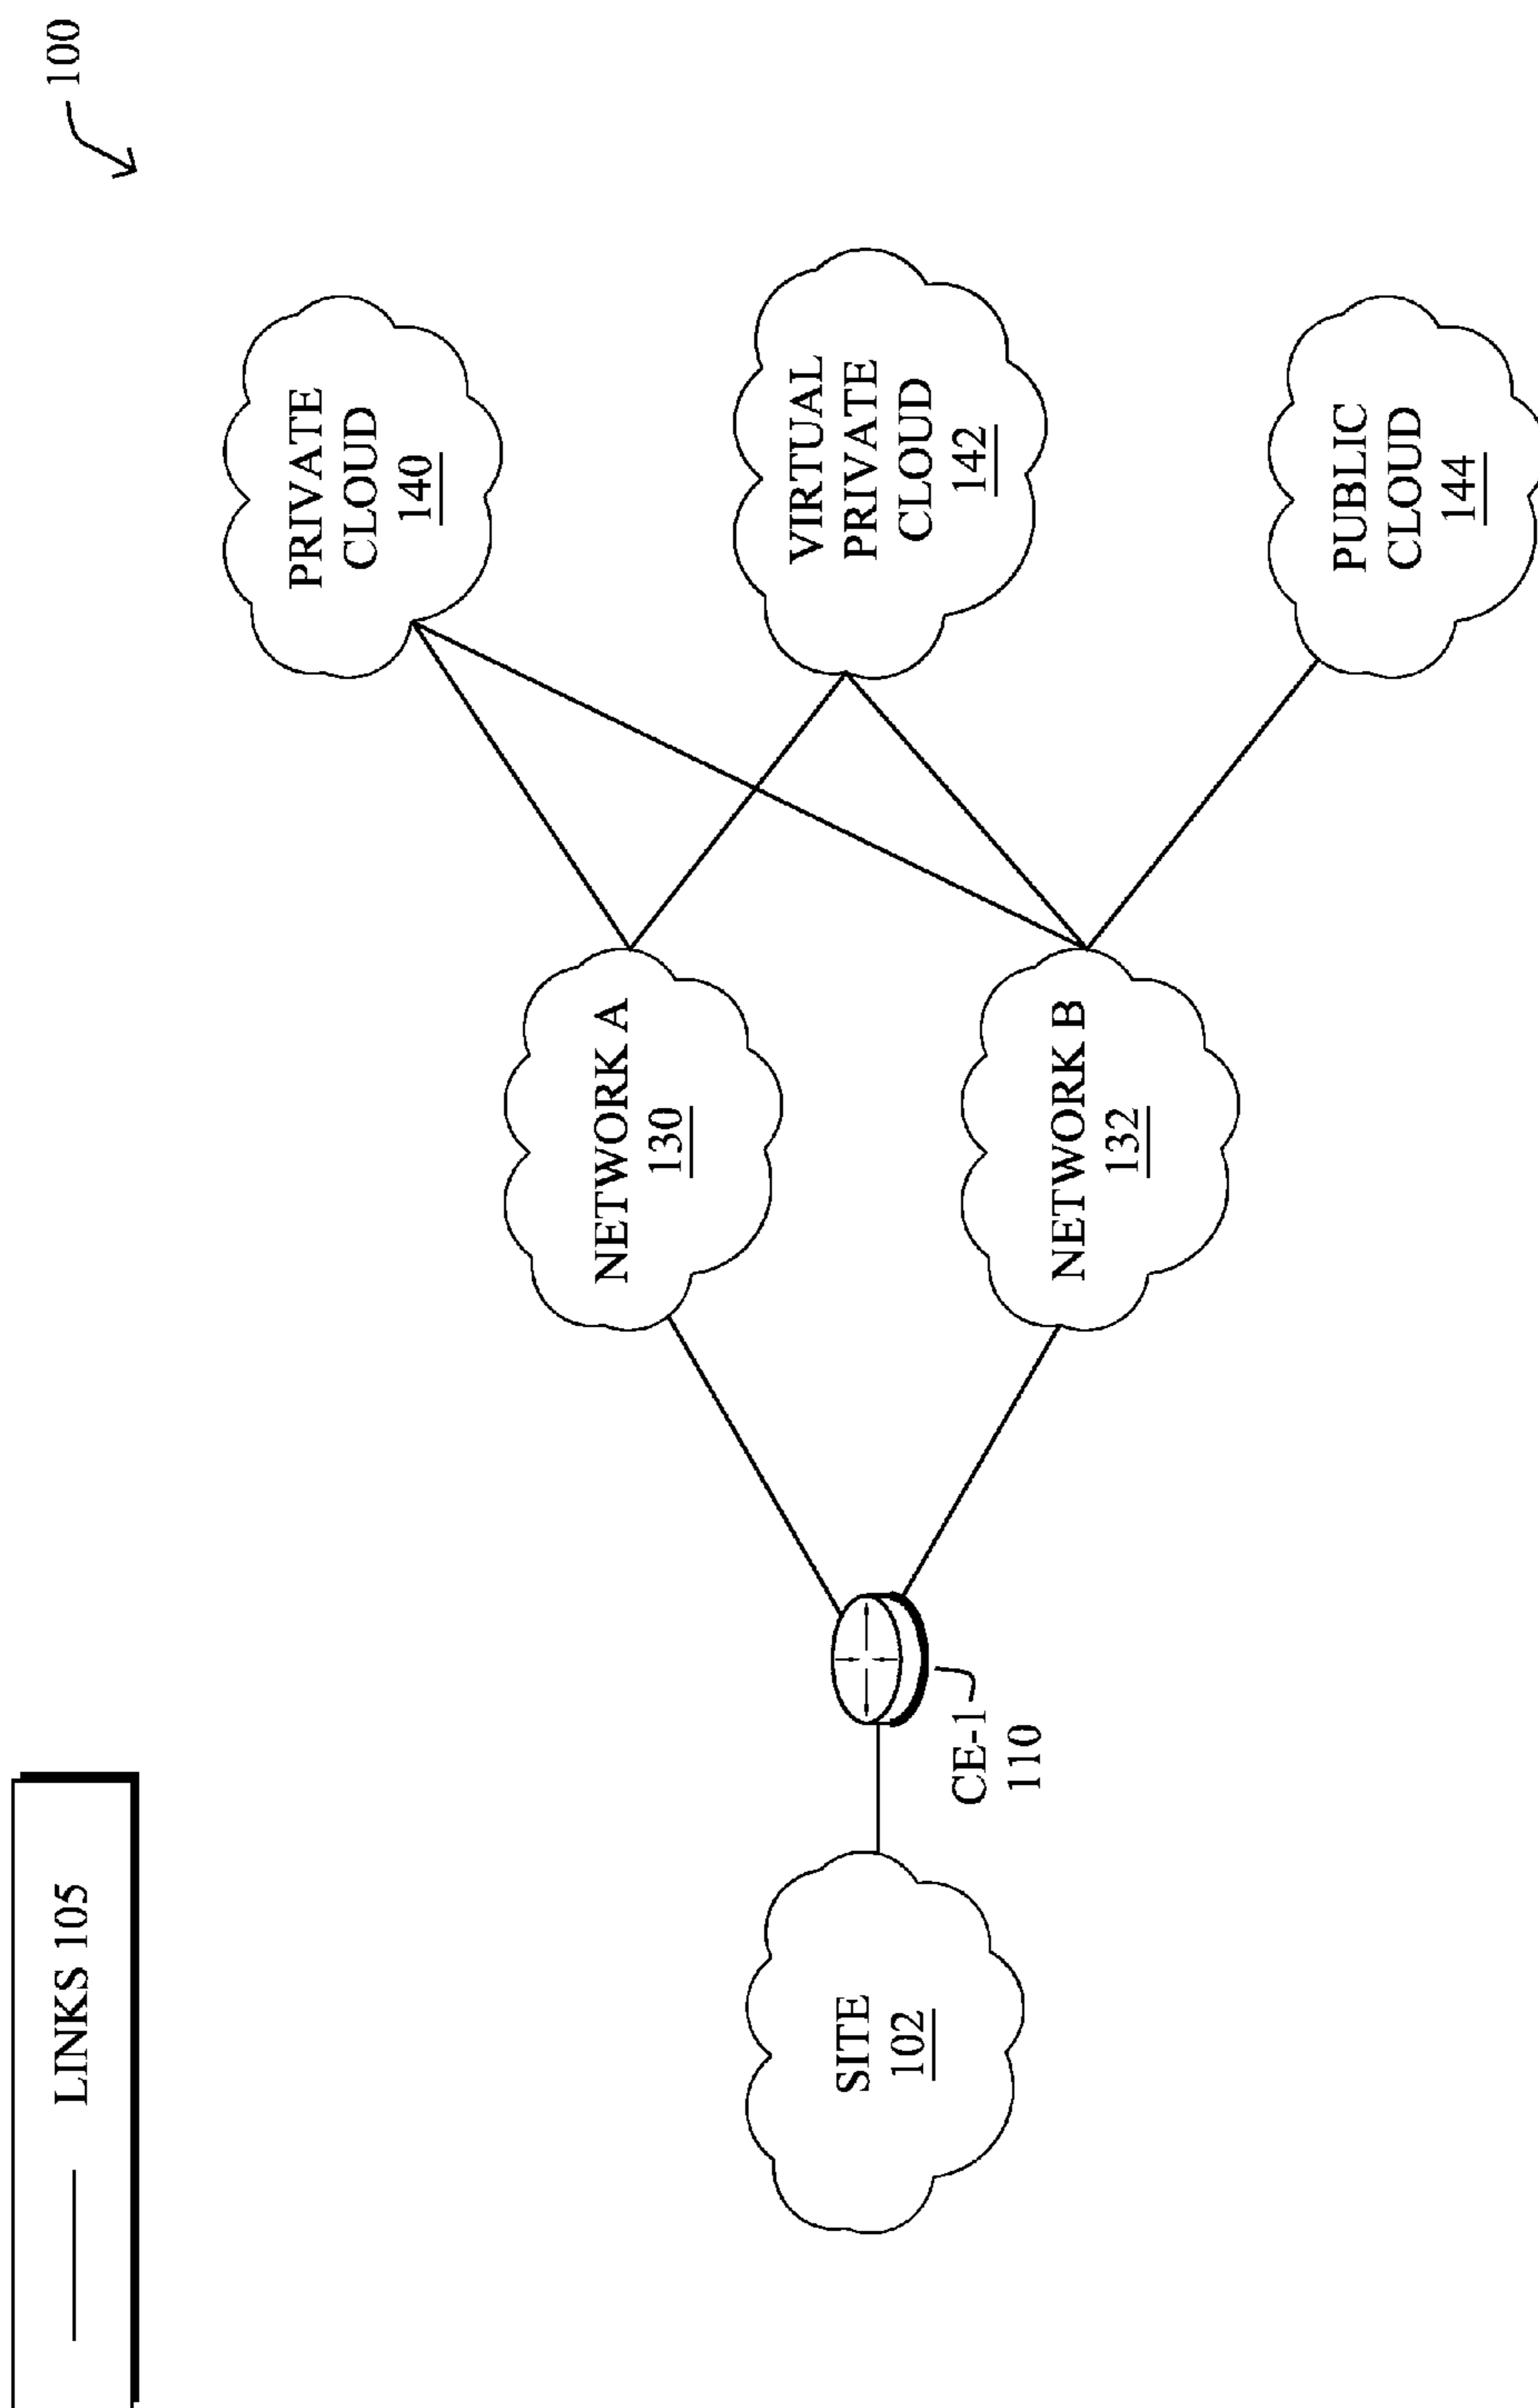 100
LINKS 105
PRIVATE
CLOUD
140
NETWORK A
130
VIRTUAL
PRIVATE
CLOUD
142
SITE
102
CE-1
110
NETWORK B
132
PUBLIC
CLOUD
144